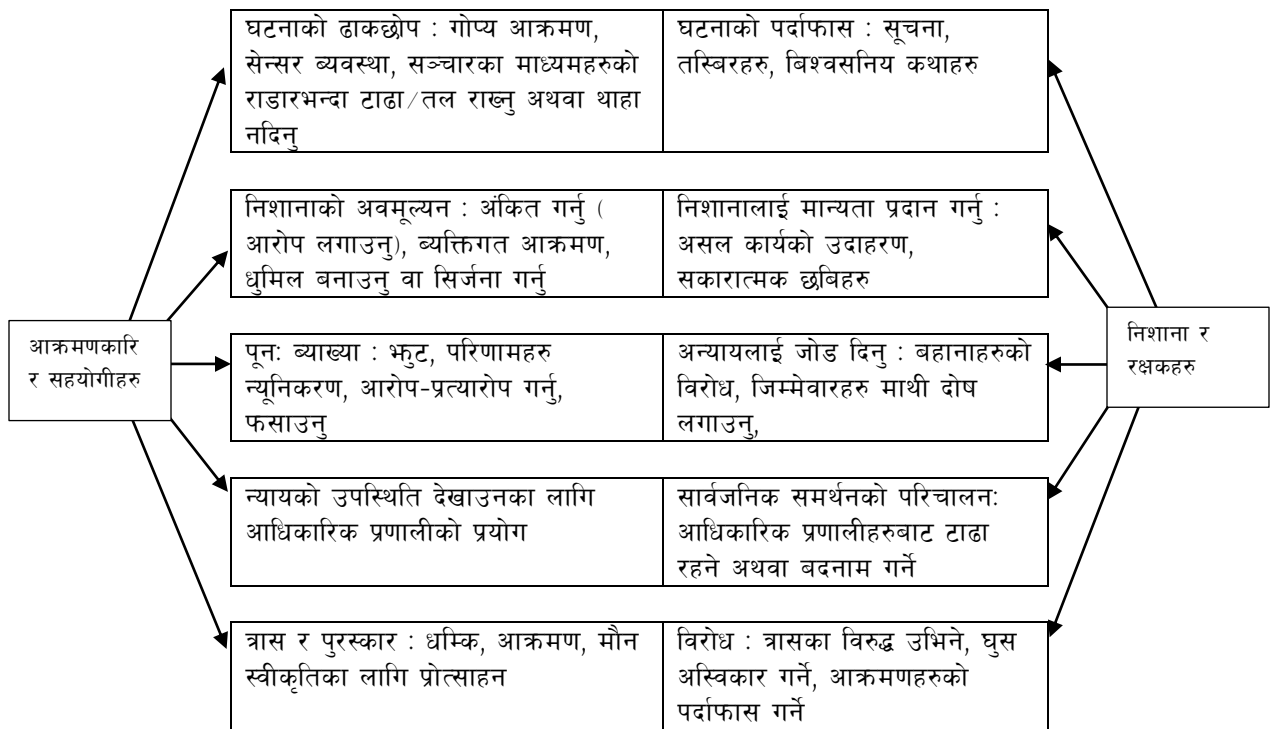 घटनाको ढाकछोप : गोप्य आक्रमण,
सेन्सर ब्यवस्था, सञ्चारका माध्यमहरुको
राडारभन्दा टाढा/तल राख्नु अथवा थाहा
नदिनु
घटनाको पर्दाफास : सूचना,
तस्बिरहरु, बिश्वसनिय कथाहरु
निशानाको अवमूल्यन : अंकित गर्नु (
आरोप लगाउनु), ब्यक्तिगत आक्रमण,
धुमिल बनाउनु वा सिर्जना गर्नु
निशानालाई मान्यता प्रदान गर्नु :
असल कार्यको उदाहरण,
सकारात्मक छबिहरु
आक्रमणकारि
र सहयोगीहरु
पूनः ब्याख्या : झुट, परिणामहरु
न्यूनिकरण, आरोप-प्रत्यारोप गर्नु,
फसाउनु
अन्यायलाई जोड दिनु : बहानाहरुको
विरोध, जिम्मेवारहरु माथी दोष
लगाउनु,
निशाना र
रक्षकहरु
न्यायको उपस्थिति देखाउनका लागि
आधिकारिक प्रणालीको प्रयोग
सार्वजनिक समर्थनको परिचालनः
आधिकारिक प्रणालीहरुबाट टाढा
रहने अथवा बदनाम गर्ने
त्रास र पुरस्कार : धम्कि, आक्रमण, मौन
स्वीकृतिका लागि प्रोत्साहन
विरोध : त्रासका विरुद्ध उभिने, घुस
अस्विकार गर्ने, आक्रमणहरुको
पर्दाफास गर्ने